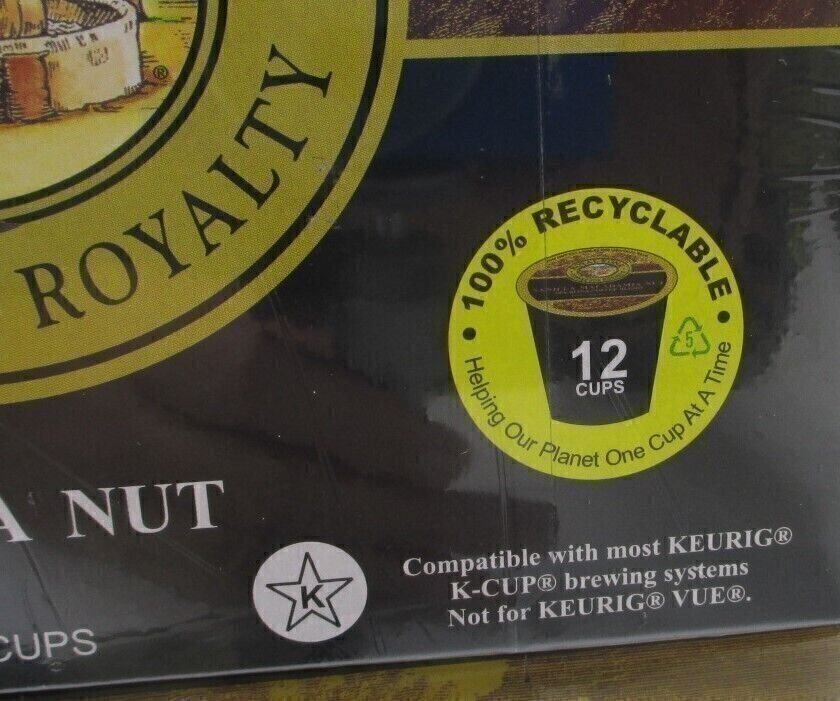 ®
ROYALTY
100% RECYCLABLE
12
CUPS
5
Helping Our Planet One Cup At A Time
A NUT
K
Compatible with most KEURIG®
K-CUP® brewing systems
Not for KEURIG® VUE®.
CUPS